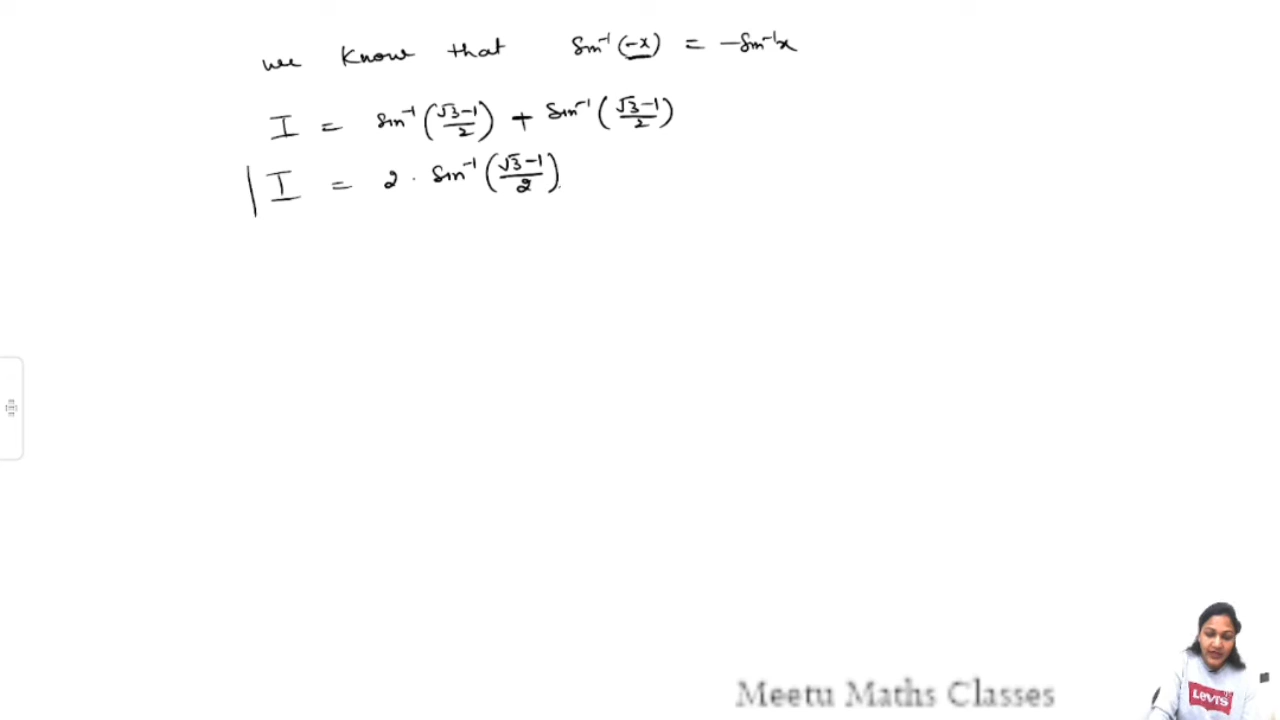 we know that sin⁻¹(-x) = -sin⁻¹x
I = sin⁻¹((√3-1)/2) + sin⁻¹((√3-1)/2)
I = 2 · sin⁻¹((√3-1)/2)
Levi's
Meetu Maths Classes